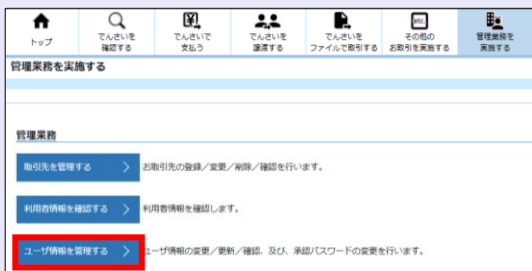 トップ
でんさいを
確認する
でんさいで
支払う
でんさいを
譲渡する
でんさいを
ファイルで取引する
etc.
その他の
お取引を実施する
管理業務を
実施する
管理業務を実施する
管理業務
取引先を管理する
お取引先の登録／変更／削除／確認を行います。
利用者情報を確認する
利用者情報を確認します。
ユーザ情報を管理する
ユーザ情報の変更／更新／確認、及び、承認パスワードの変更を行います。